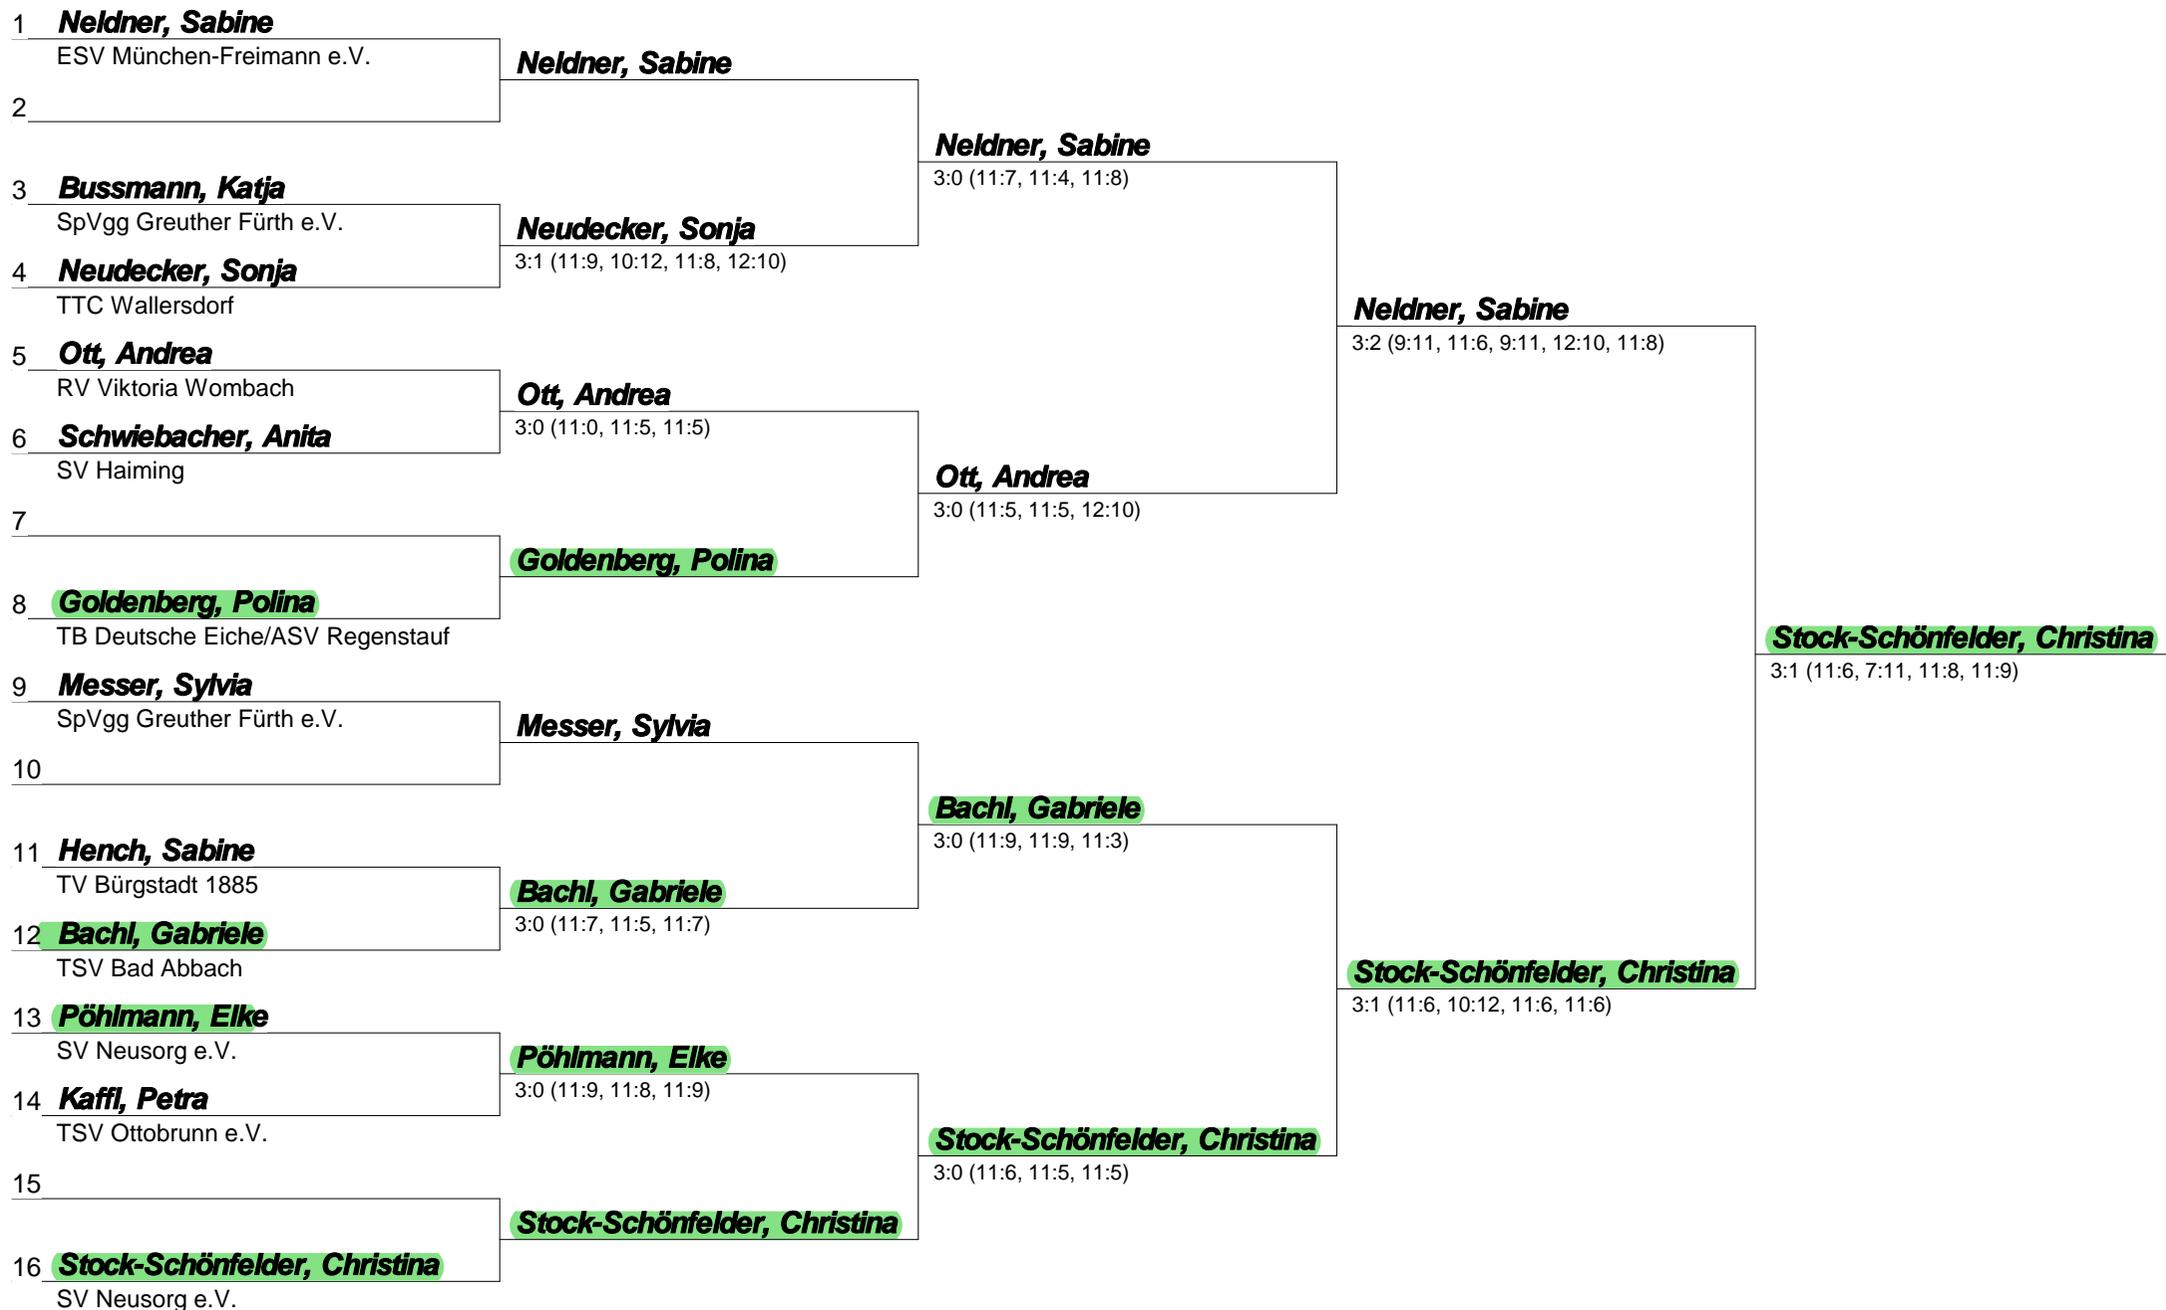 1 Neldner, Sabine
ESV München-Freimann e.V.
2
3 Bussmann, Katja
SpVgg Greuther Fürth e.V.
4 Neudecker, Sonja
TTC Wallersdorf
5 Ott, Andrea
RV Viktoria Wombach
6 Schwiebacher, Anita
SV Haiming
7
8 Goldenberg, Polina
TB Deutsche Eiche/ASV Regenstauf
9 Messer, Sylvia
SpVgg Greuther Fürth e.V.
10
11 Hench, Sabine
TV Bürgstadt 1885
12 Bachl, Gabriele
TSV Bad Abbach
13 Pöhlmann, Elke
SV Neusorg e.V.
14 Kaffl, Petra
TSV Ottobrunn e.V.
15
16 Stock-Schönfelder, Christina
SV Neusorg e.V.
Neldner, Sabine
Neudecker, Sonja
3:1 (11:9, 10:12, 11:8, 12:10)
Ott, Andrea
3:0 (11:0, 11:5, 11:5)
Goldenberg, Polina
Messer, Sylvia
Bachl, Gabriele
3:0 (11:7, 11:5, 11:7)
Pöhlmann, Elke
3:0 (11:9, 11:8, 11:9)
Stock-Schönfelder, Christina
Neldner, Sabine
3:0 (11:7, 11:4, 11:8)
Ott, Andrea
3:0 (11:5, 11:5, 12:10)
Bachl, Gabriele
3:0 (11:9, 11:9, 11:3)
Stock-Schönfelder, Christina
3:0 (11:6, 11:5, 11:5)
Neldner, Sabine
3:2 (9:11, 11:6, 9:11, 12:10, 11:8)
Stock-Schönfelder, Christina
3:1 (11:6, 10:12, 11:6, 11:6)
Stock-Schönfelder, Christina
3:1 (11:6, 7:11, 11:8, 11:9)